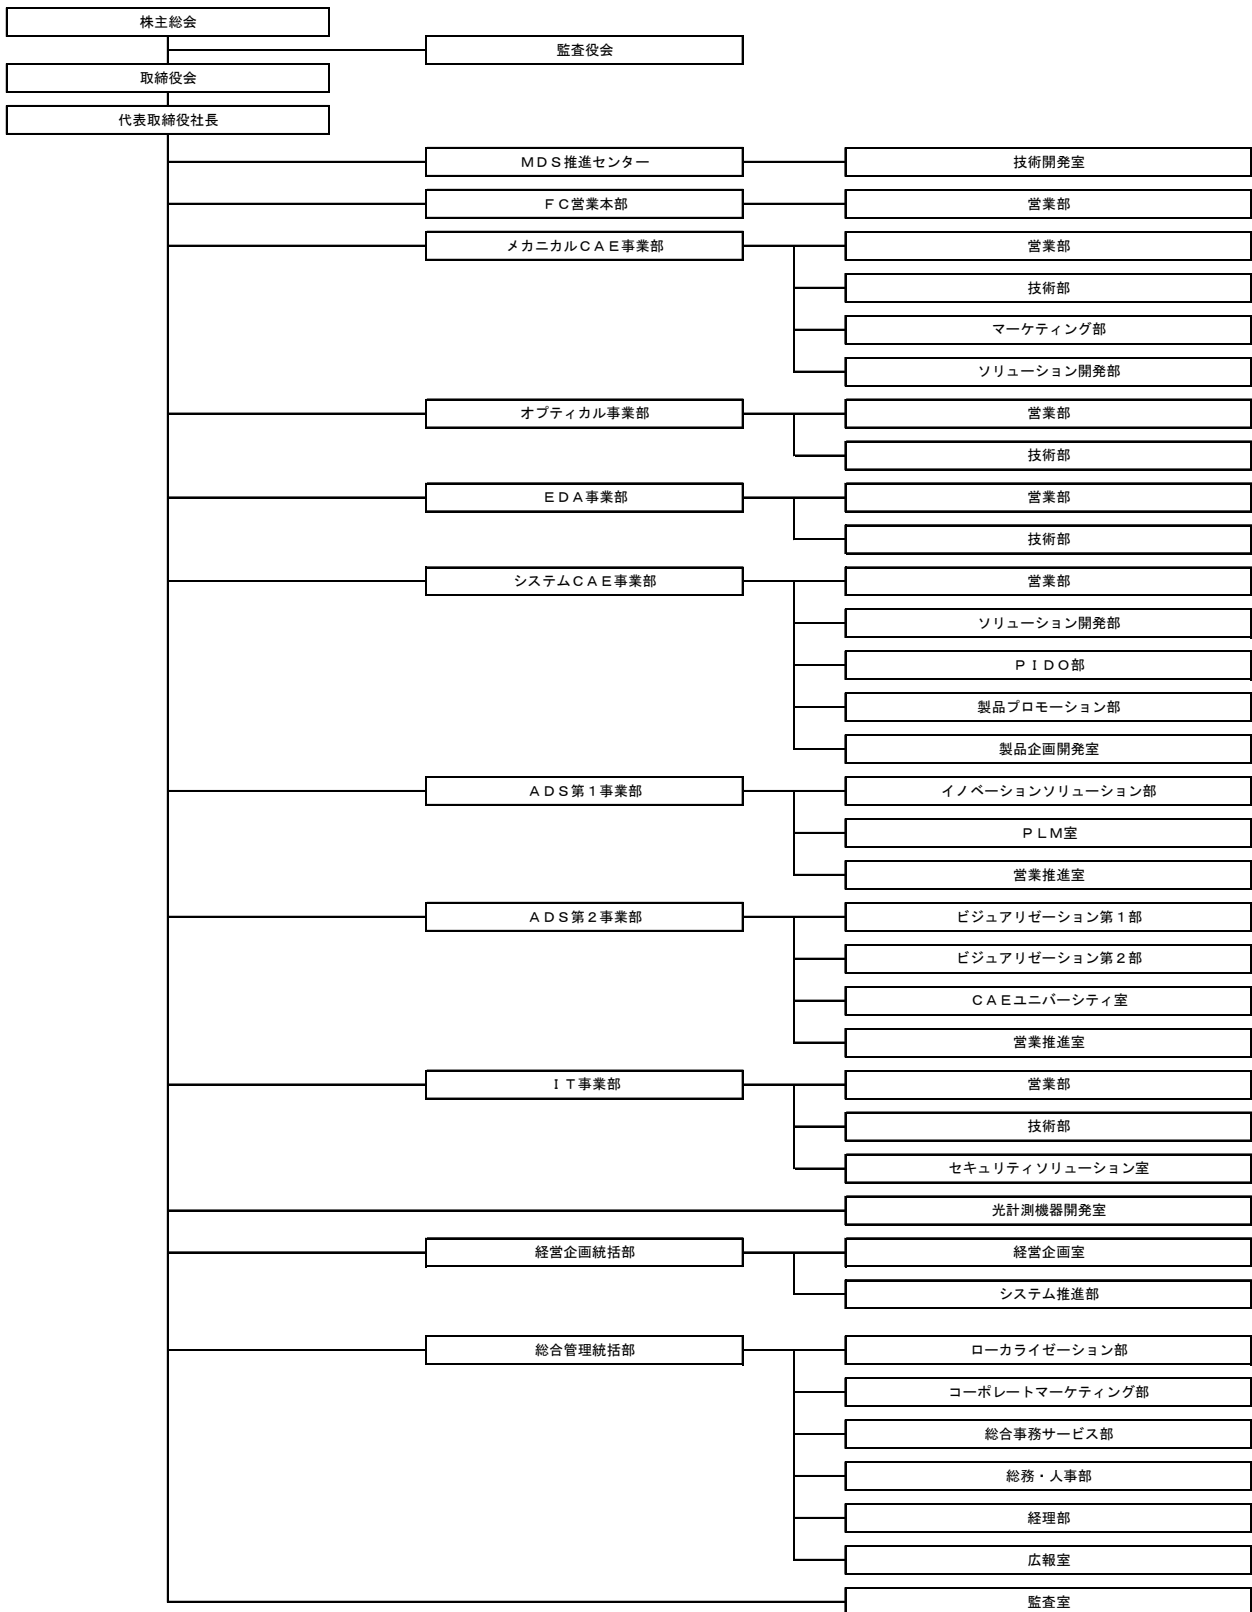 株主総会
監査役会
取締役会
代表取締役社長
ＭＤＳ推進センター
技術開発室
ＦＣ営業本部
営業部
メカニカルＣＡＥ事業部
営業部
技術部
マーケティング部
ソリューション開発部
オプティカル事業部
営業部
技術部
ＥＤＡ事業部
営業部
技術部
システムＣＡＥ事業部
営業部
ソリューション開発部
ＰＩＤＯ部
製品プロモーション部
製品企画開発室
ＡＤＳ第１事業部
イノベーションソリューション部
ＰＬＭ室
営業推進室
ＡＤＳ第２事業部
ビジュアリゼーション第１部
ビジュアリゼーション第２部
ＣＡＥユニバーシティ室
営業推進室
ＩＴ事業部
営業部
技術部
セキュリティソリューション室
光計測機器開発室
経営企画統括部
経営企画室
システム推進部
総合管理統括部
ローカライゼーション部
コーポレートマーケティング部
総合事務サービス部
総務・人事部
経理部
広報室
監査室